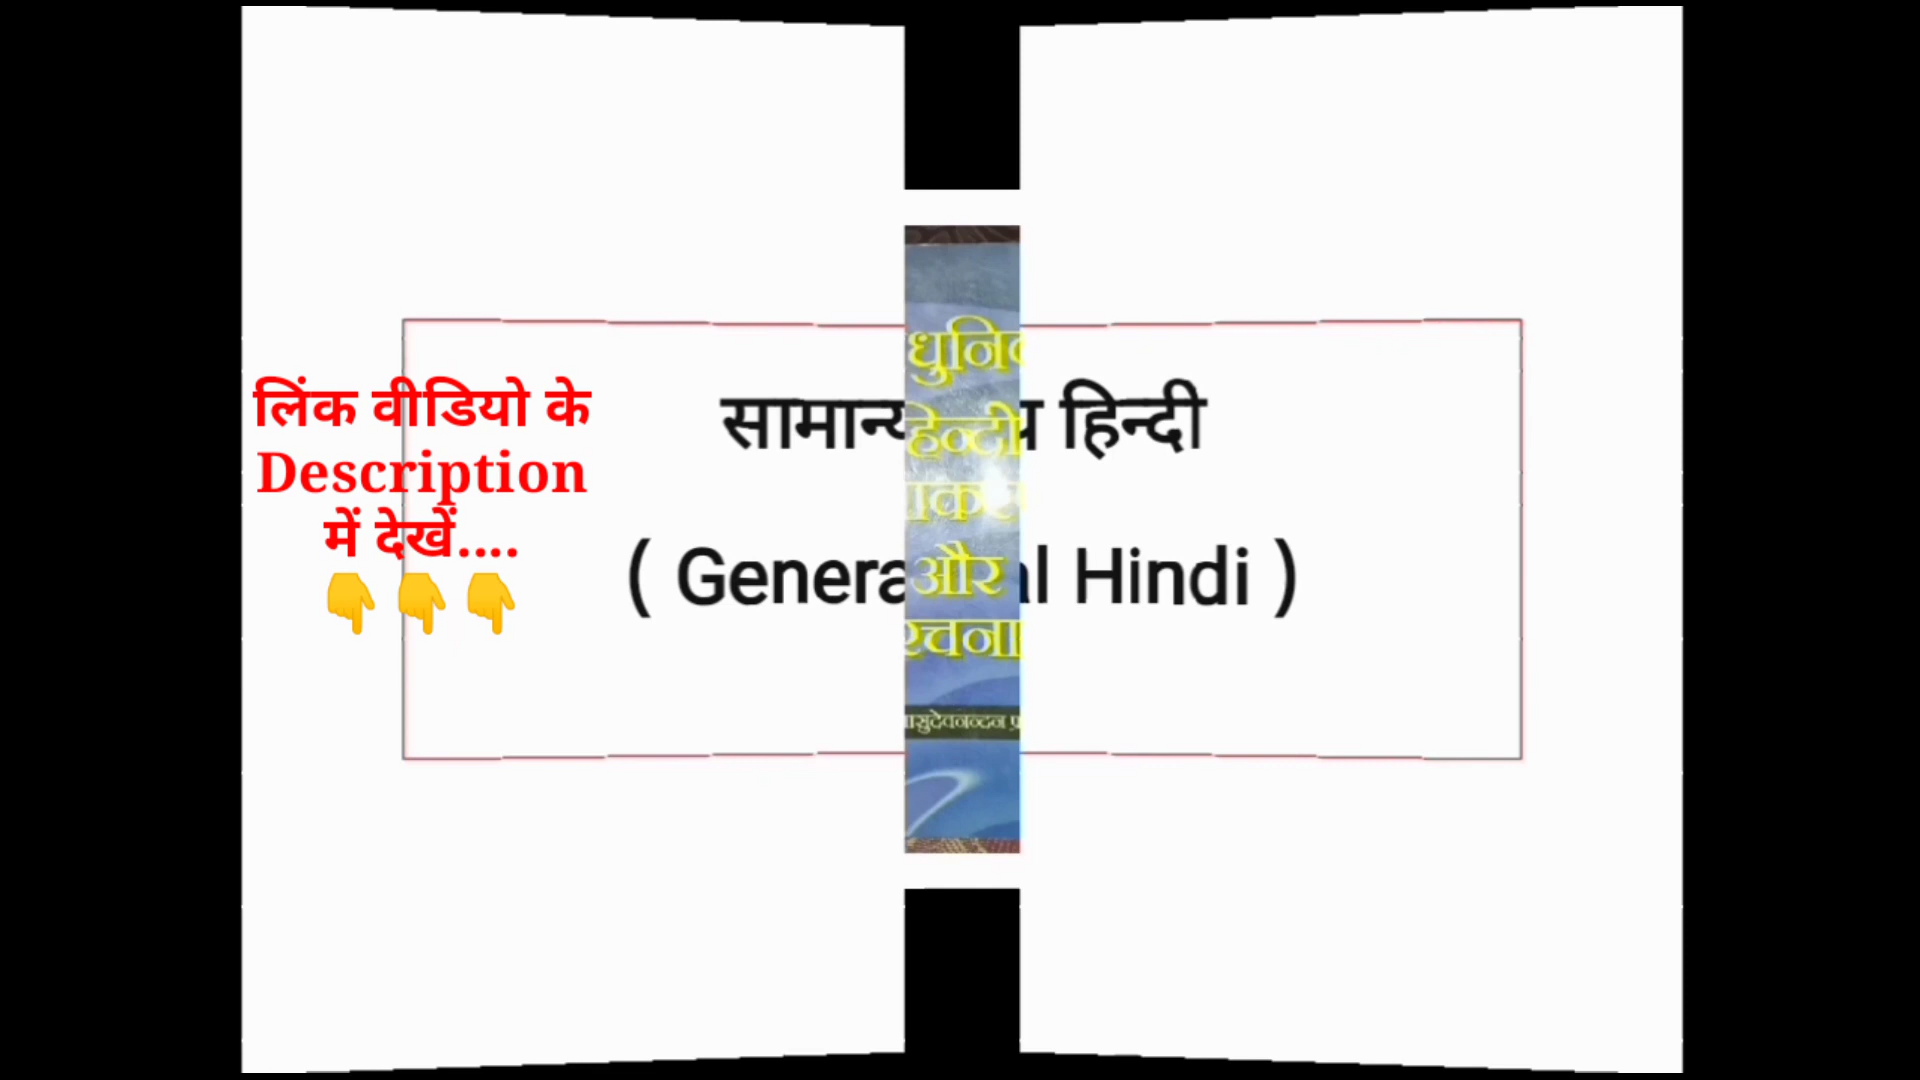 लिंक वीडियो के
Description
में देखें....
👇👇👇
सामान्य हिन्दी
( General Hindi )
हिन्दी
और
रचना